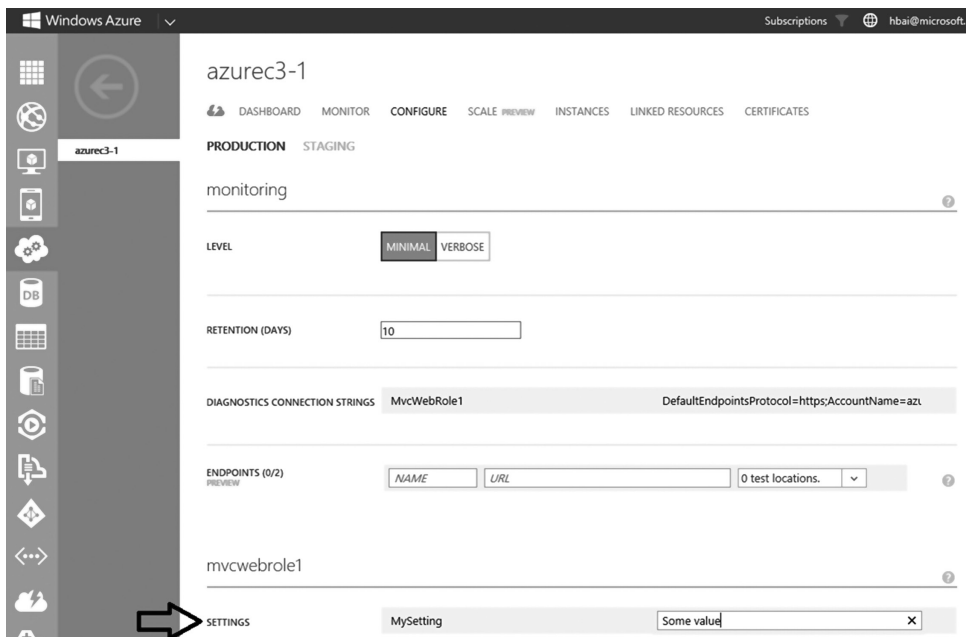 Windows Azure
Subscriptions hbai@microsoft.
azurec3-1
azurec3-1
DASHBOARD MONITOR CONFIGURE SCALE PREVIEW INSTANCES LINKED RESOURCES CERTIFICATES
PRODUCTION STAGING
monitoring
LEVEL MINIMAL VERBOSE
RETENTION (DAYS) 10
DIAGNOSTICS CONNECTION STRINGS MvcWebRole1 DefaultEndpointsProtocol=https;AccountName=azu
ENDPOINTS (0/2) NAME URL 0 test locations.
PREVIEW
mvcwebrole1
SETTINGS MySetting Some value
DB